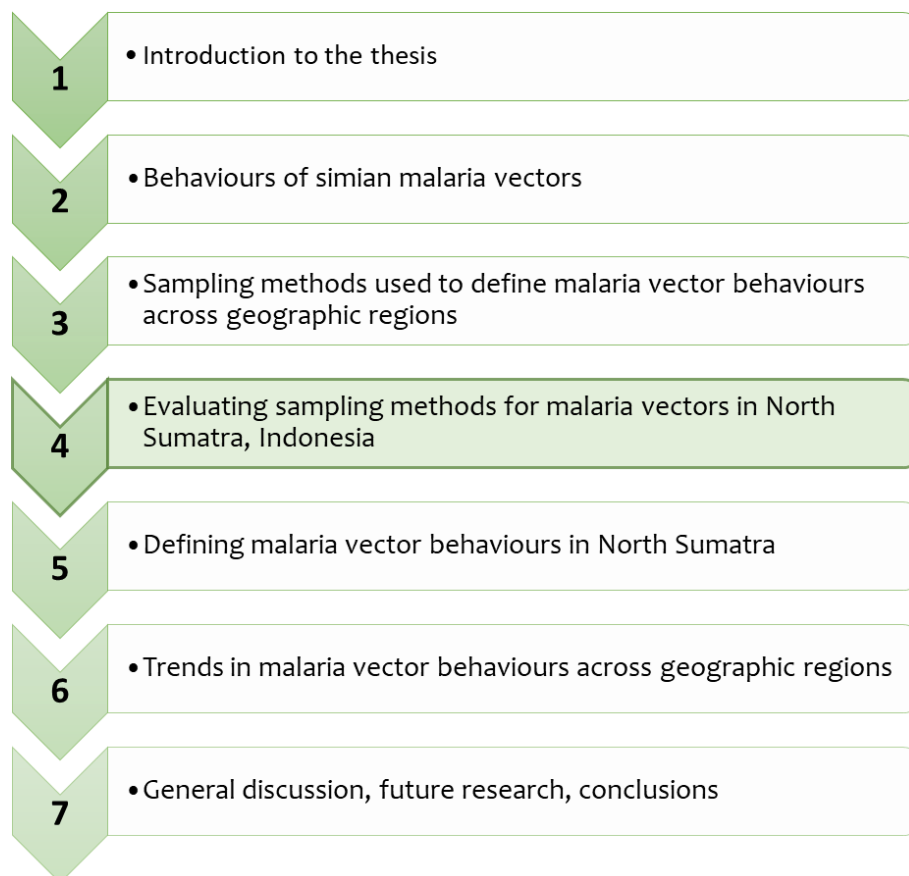 1
• Introduction to the thesis
2
• Behaviours of simian malaria vectors
3
• Sampling methods used to define malaria vector behaviours
across geographic regions
4
• Evaluating sampling methods for malaria vectors in North
Sumatra, Indonesia
5
• Defining malaria vector behaviours in North Sumatra
6
• Trends in malaria vector behaviours across geographic regions
7
• General discussion, future research, conclusions